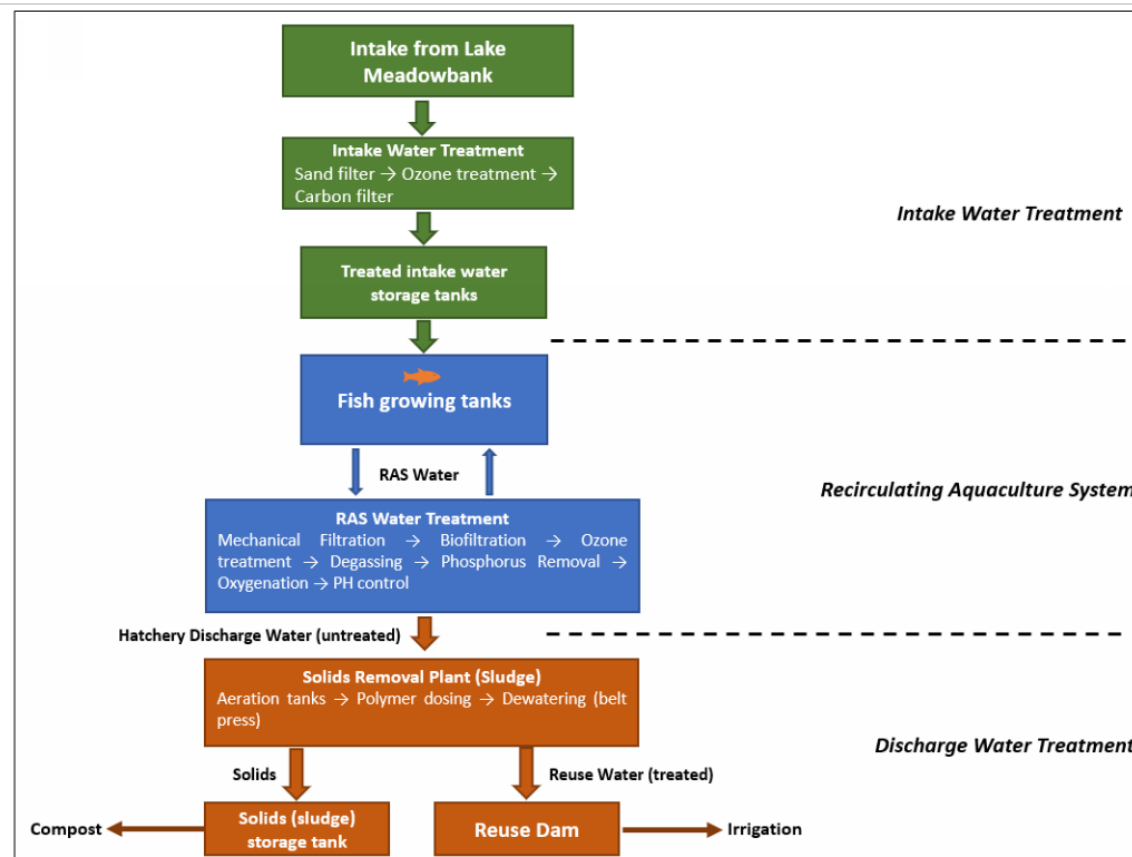 Intake from Lake
Meadowbank
Intake Water Treatment
Sand filter → Ozone treatment →
Carbon filter
Intake Water Treatment
Treated intake water
storage tanks
Fish growing tanks
RAS Water
Recirculating Aquaculture System
RAS Water Treatment
Mechanical Filtration → Biofiltration → Ozone
treatment → Degassing → Phosphorus Removal →
Oxygenation → PH control
Hatchery Discharge Water (untreated)
Solids Removal Plant (Sludge)
Aeration tanks → Polymer dosing → Dewatering (belt
press)
Discharge Water Treatment
Solids
Reuse Water (treated)
Compost
Solids (sludge)
storage tank
Reuse Dam
Irrigation